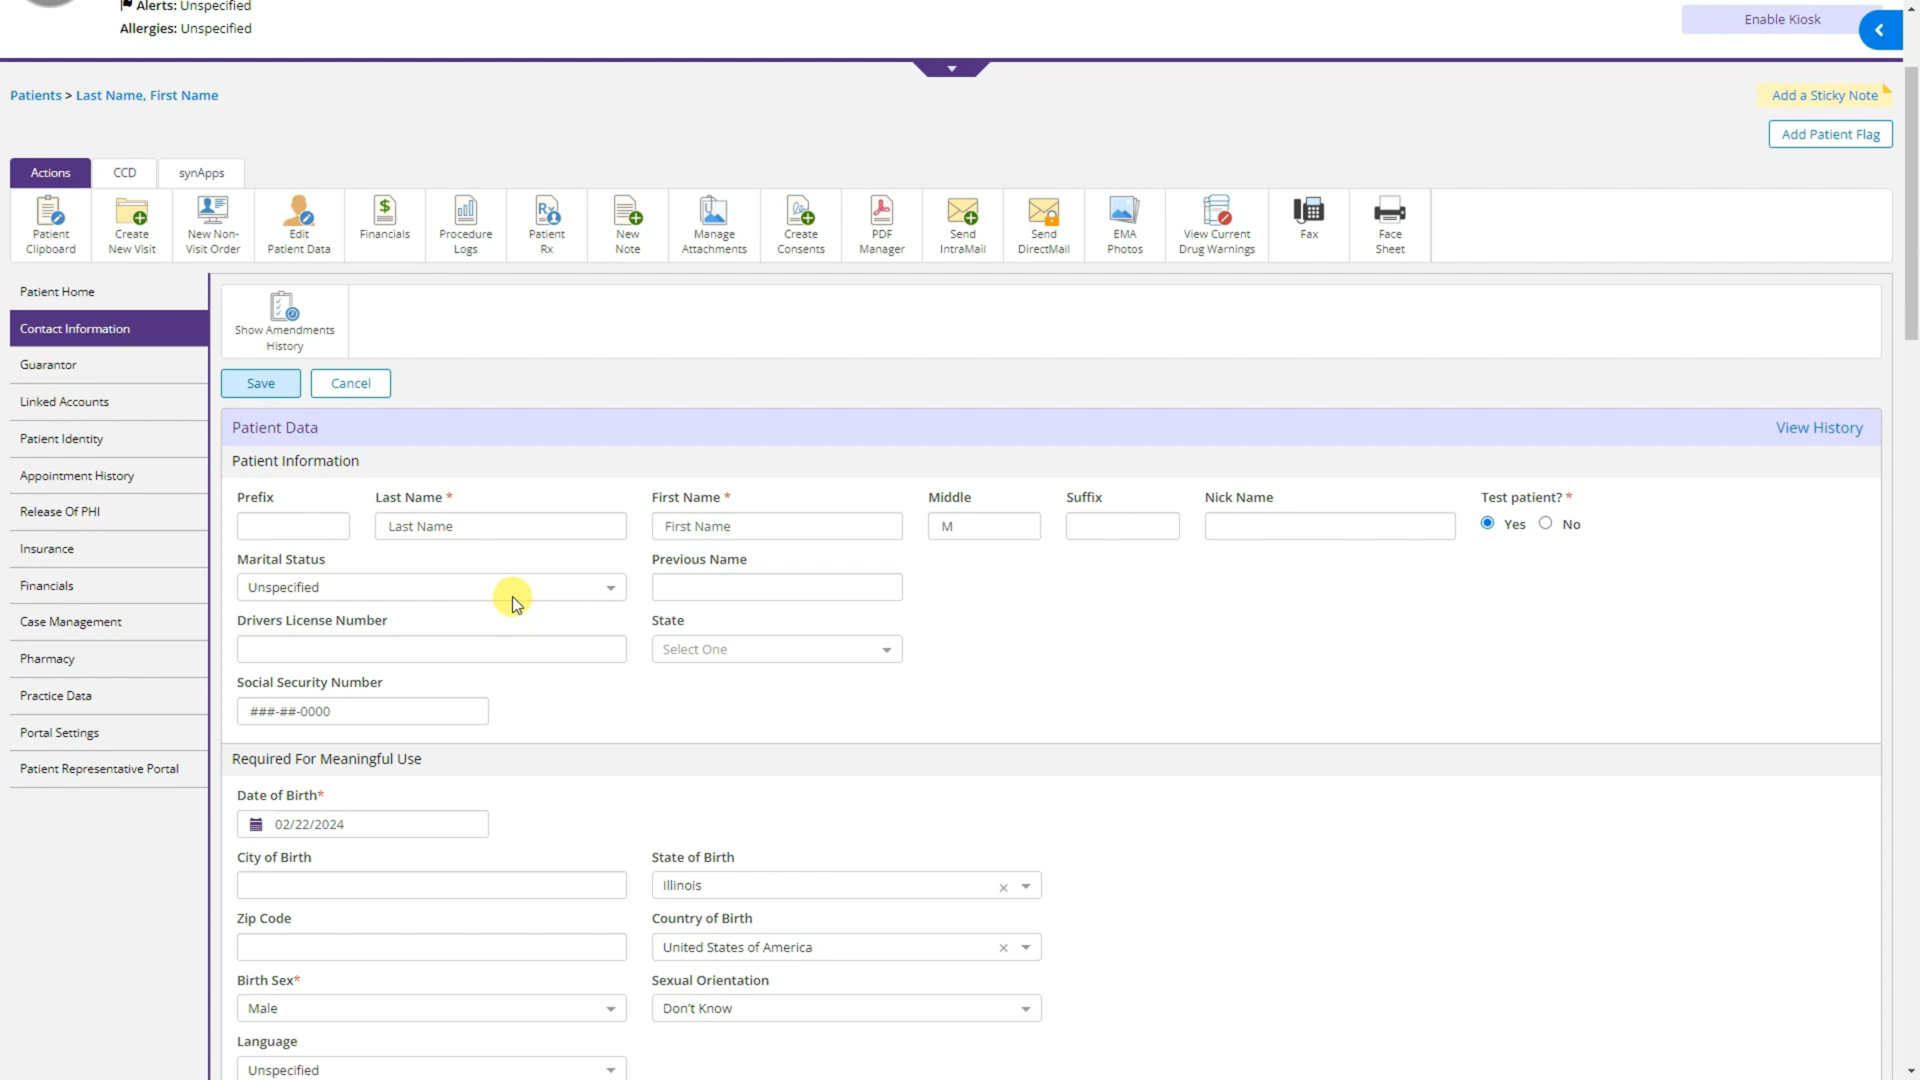 Alerts: Unspecified
Allergies: Unspecified
Enable Kiosk
Patients > Last Name, First Name
Add a Sticky Note
Add Patient Flag
Actions CCD synApps
Patient Clipboard
Create New Visit
New Non-Visit Order
Edit Patient Data
Financials
Procedure Logs
Patient Rx
New Note
Manage Attachments
Create Consents
PDF Manager
Send IntraMail
Send DirectMail
EMA Photos
View Current Drug Warnings
Fax
Face Sheet
Patient Home
Contact Information
Guarantor
Linked Accounts
Patient Identity
Appointment History
Release Of PHI
Insurance
Financials
Case Management
Pharmacy
Practice Data
Portal Settings
Patient Representative Portal
Show Amendments
History
Save Cancel
Patient Data View History
Patient Information
Prefix Last Name * First Name * Middle Suffix Nick Name Test patient? *
Last Name First Name M Yes No
Marital Status Previous Name
Unspecified
Drivers License Number State
Select One
Social Security Number
###-##-0000
Required For Meaningful Use
Date of Birth*
02/22/2024
City of Birth State of Birth
Illinois
Zip Code Country of Birth
United States of America
Birth Sex* Sexual Orientation
Male Don't Know
Language
Unspecified